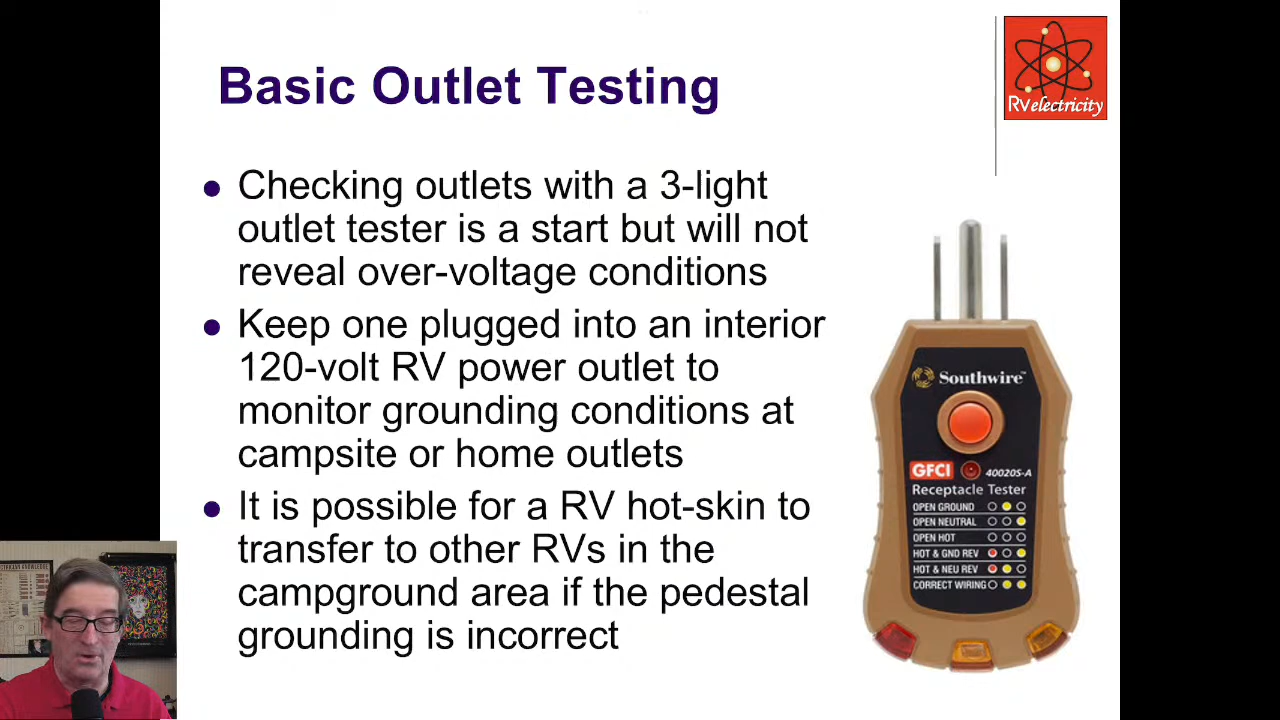 Basic Outlet Testing
RVelectricity
Checking outlets with a 3-light
outlet tester is a start but will not
reveal over-voltage conditions
Keep one plugged into an interior
120-volt RV power outlet to
monitor grounding conditions at
campsite or home outlets
It is possible for a RV hot-skin to
transfer to other RVs in the
campground area if the pedestal
grounding is incorrect
Southwire™
GFCI 40020S-A
Receptacle Tester
OPEN GROUND
OPEN NEUTRAL
OPEN HOT
HOT & GND REV
HOT & NEU REV
CORRECT WIRING